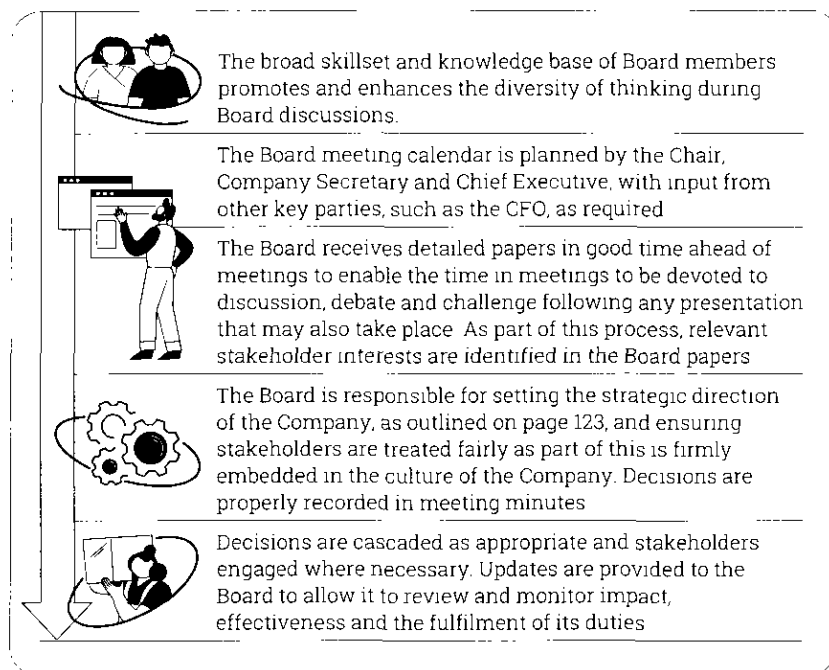 The broad skillset and knowledge base of Board members
promotes and enhances the diversity of thinking during
Board discussions.
The Board meeting calendar is planned by the Chair,
Company Secretary and Chief Executive, with input from
other key parties, such as the CFO, as required
The Board receives detailed papers in good time ahead of
meetings to enable the time in meetings to be devoted to
discussion, debate and challenge following any presentation
that may also take place As part of this process, relevant
stakeholder interests are identified in the Board papers
The Board is responsible for setting the strategic direction
of the Company, as outlined on page 123, and ensuring
stakeholders are treated fairly as part of this is firmly
embedded in the culture of the Company. Decisions are
properly recorded in meeting minutes
Decisions are cascaded as appropriate and stakeholders
engaged where necessary. Updates are provided to the
Board to allow it to review and monitor impact,
effectiveness and the fulfilment of its duties